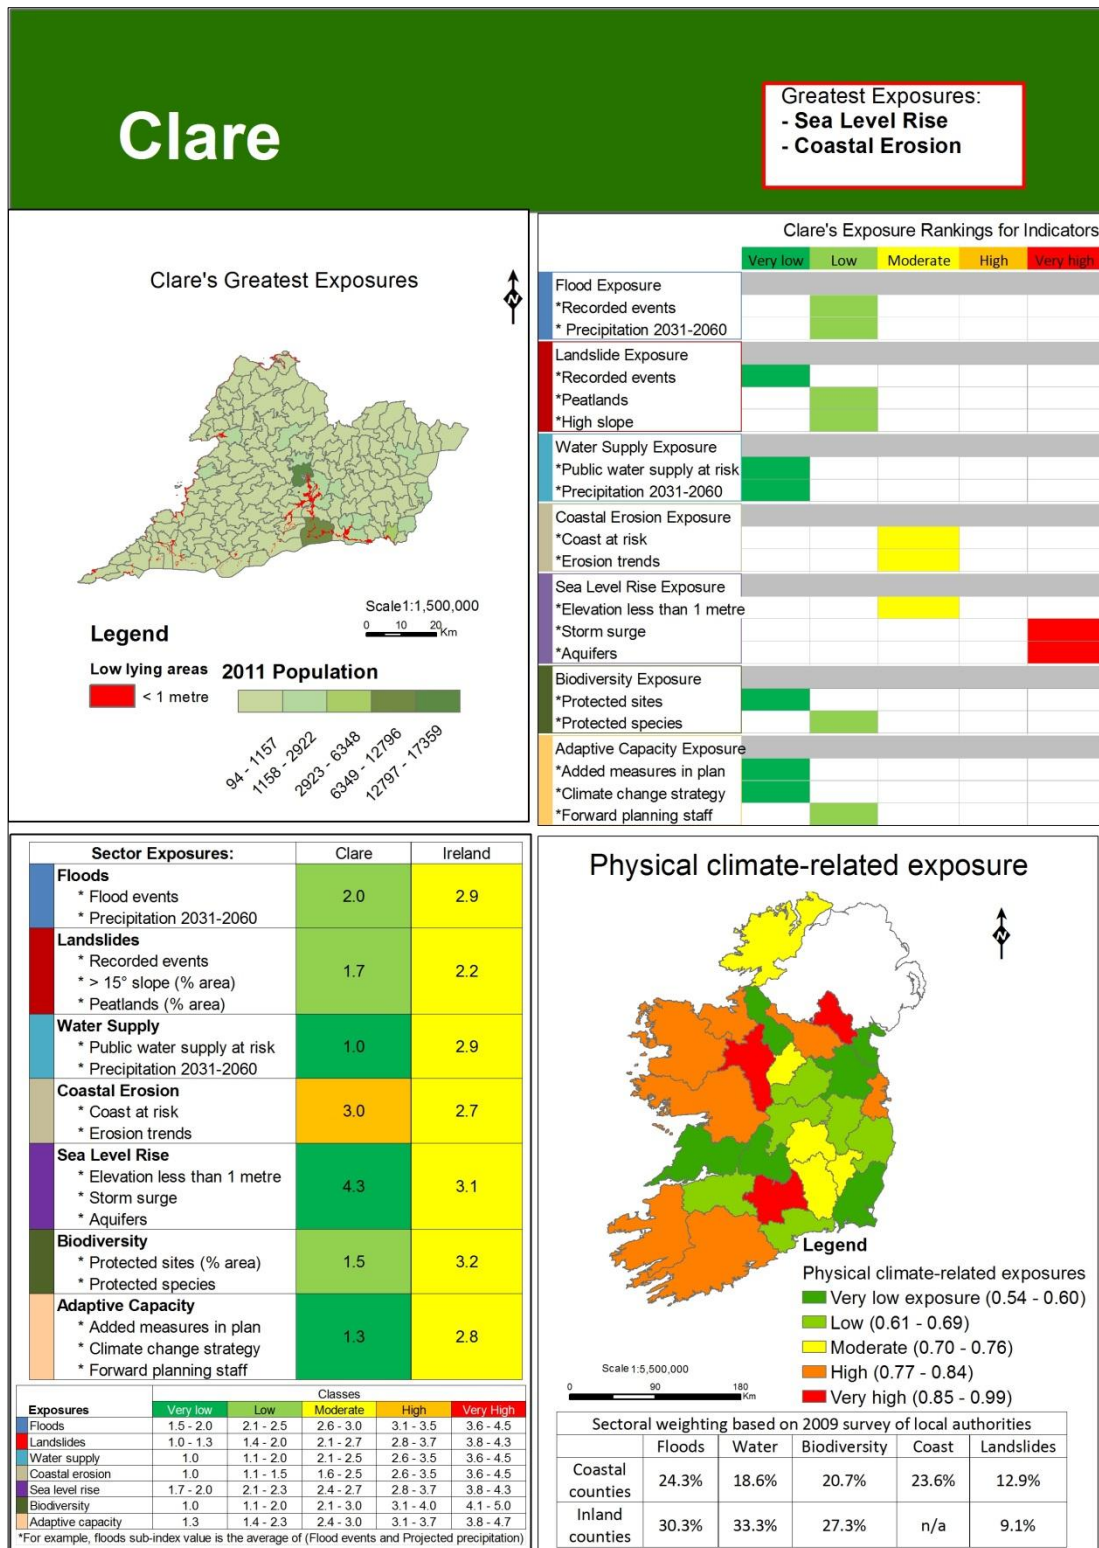 Clare
Greatest Exposures:
- Sea Level Rise
- Coastal Erosion
Clare's Greatest Exposures
N
Scale1:1,500,000
0 10 20
Km
Legend
Low lying areas 2011 Population
< 1 metre
94 - 1157
1158 - 2922
2923 - 6348
6349 - 12796
12797 - 17359
Clare's Exposure Rankings for Indicators
Very low Low Moderate High Very high
Flood Exposure
*Recorded events
* Precipitation 2031-2060
Landslide Exposure
*Recorded events
*Peatlands
*High slope
Water Supply Exposure
*Public water supply at risk
*Precipitation 2031-2060
Coastal Erosion Exposure
*Coast at risk
*Erosion trends
Sea Level Rise Exposure
*Elevation less than 1 metre
*Storm surge
*Aquifers
Biodiversity Exposure
*Protected sites
*Protected species
Adaptive Capacity Exposure
*Added measures in plan
*Climate change strategy
*Forward planning staff
Sector Exposures: Clare Ireland
Floods
* Flood events 2.0 2.9
* Precipitation 2031-2060
Landslides
* Recorded events
* > 15° slope (% area) 1.7 2.2
* Peatlands (% area)
Water Supply
* Public water supply at risk 1.0 2.9
* Precipitation 2031-2060
Coastal Erosion
* Coast at risk 3.0 2.7
* Erosion trends
Sea Level Rise
* Elevation less than 1 metre 4.3 3.1
* Storm surge
* Aquifers
Biodiversity
* Protected sites (% area) 1.5 3.2
* Protected species
Adaptive Capacity
* Added measures in plan 1.3 2.8
* Climate change strategy
* Forward planning staff
Classes
Exposures Very low Low Moderate High Very High
Floods 1.5 - 2.0 2.1 - 2.5 2.6 - 3.0 3.1 - 3.5 3.6 - 4.5
Landslides 1.0 - 1.3 1.4 - 2.0 2.1 - 2.7 2.8 - 3.7 3.8 - 4.3
Water supply 1.0 1.1 - 2.0 2.1 - 2.5 2.6 - 3.5 3.6 - 4.5
Coastal erosion 1.0 1.1 - 1.5 1.6 - 2.5 2.6 - 3.5 3.6 - 4.5
Sea level rise 1.7 - 2.0 2.1 - 2.3 2.4 - 2.7 2.8 - 3.7 3.8 - 4.3
Biodiversity 1.0 1.1 - 2.0 2.1 - 3.0 3.1 - 4.0 4.1 - 5.0
Adaptive capacity 1.3 1.4 - 2.3 2.4 - 3.0 3.1 - 3.7 3.8 - 4.7
*For example, floods sub-index value is the average of (Flood events and Projected precipitation)
Physical climate-related exposure
N
Legend
Physical climate-related exposures
Very low exposure (0.54 - 0.60)
Low (0.61 - 0.69)
Moderate (0.70 - 0.76)
High (0.77 - 0.84)
Very high (0.85 - 0.99)
Scale 1:5,500,000
0 90 180
Km
Sectoral weighting based on 2009 survey of local authorities
Floods Water Biodiversity Coast Landslides
Coastal counties 24.3% 18.6% 20.7% 23.6% 12.9%
Inland counties 30.3% 33.3% 27.3% n/a 9.1%